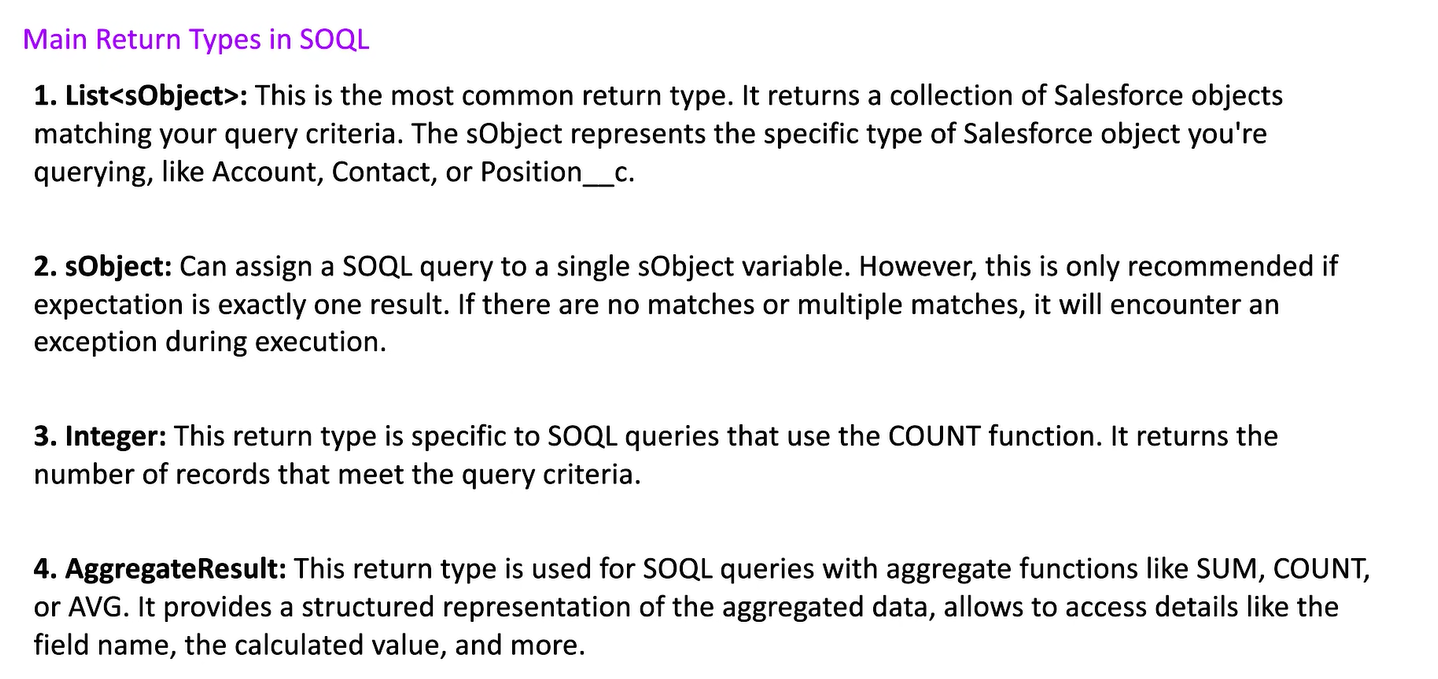 Main Return Types in SOQL
1. List<sObject>: This is the most common return type. It returns a collection of Salesforce objects
matching your query criteria. The sObject represents the specific type of Salesforce object you're
querying, like Account, Contact, or Position__c.
2. sObject: Can assign a SOQL query to a single sObject variable. However, this is only recommended if
expectation is exactly one result. If there are no matches or multiple matches, it will encounter an
exception during execution.
3. Integer: This return type is specific to SOQL queries that use the COUNT function. It returns the
number of records that meet the query criteria.
4. AggregateResult: This return type is used for SOQL queries with aggregate functions like SUM, COUNT,
or AVG. It provides a structured representation of the aggregated data, allows to access details like the
field name, the calculated value, and more.